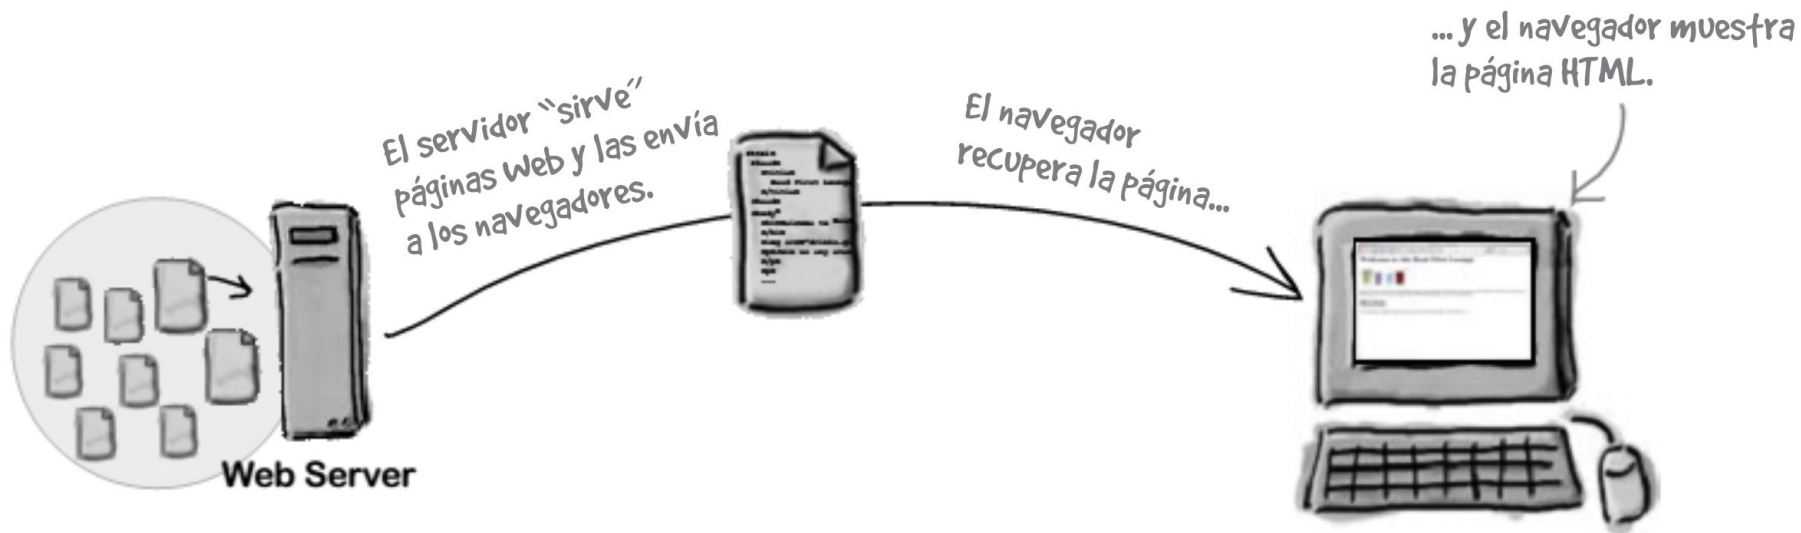 El servidor “sirve”
páginas Web y las envía
a los navegadores.
El navegador
recupera la página...
... y el navegador muestra
la página HTML.
Web Server